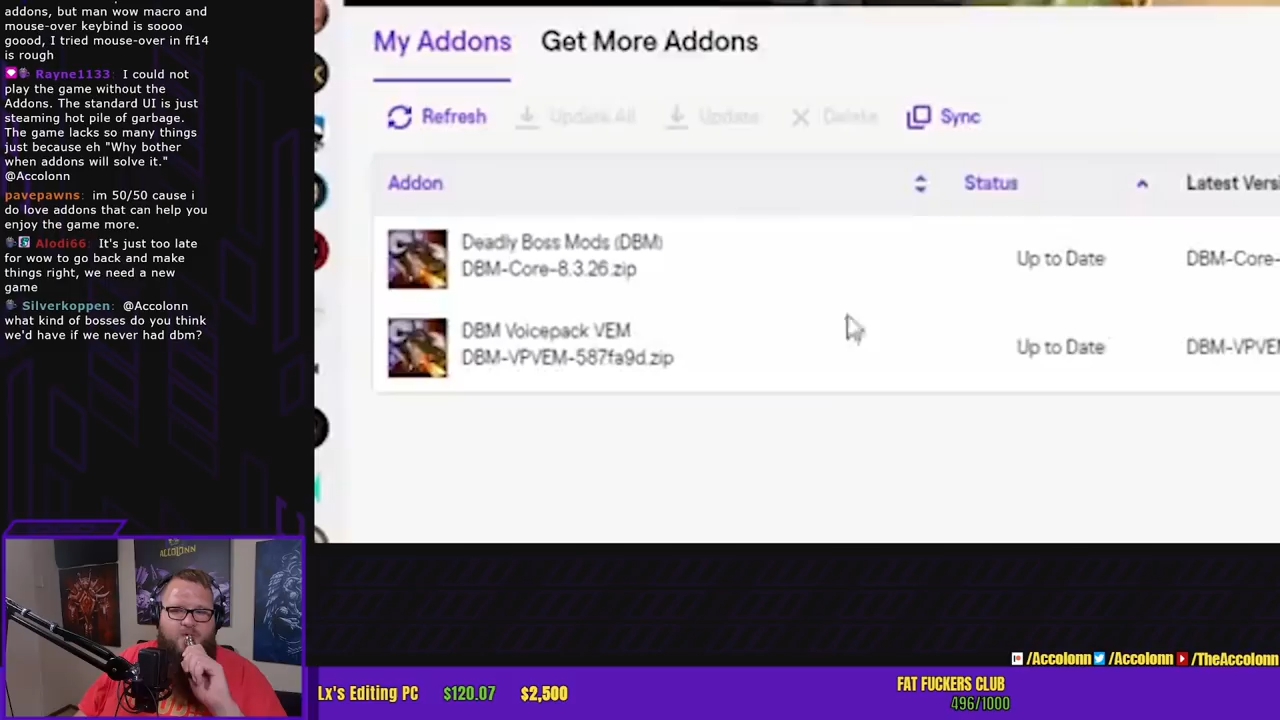 addons, but man wow macro and
mouse-over keybind is soooo
goood, I tried mouse-over in ff14
is rough
Rayne1133: I could not
play the game without the
Addons. The standard UI is just
steaming hot pile of garbage.
The game lacks so many things
just because eh "Why bother
when addons will solve it."
@Accolonn
pavepawns: im 50/50 cause i
do love addons that can help you
enjoy the game more.
Alodi66: It's just too late
for wow to go back and make
things right, we need a new
game
Silverkoppen: @Accolonn
what kind of bosses do you think
we'd have if we never had dbm?
My Addons Get More Addons
Refresh Update All Update Delete Sync
Addon Status Latest Versi
Deadly Boss Mods (DBM)
DBM-Core-8.3.26.zip
Up to Date DBM-Core-
DBM Voicepack VEM
DBM-VPVEM-587fa9d.zip
Up to Date DBM-VPVEM
ACCOLONN
/Accolonn /Accolonn /TheAccolonn
Lx's Editing PC $120.07 $2,500
FAT FUCKERS CLUB
496/1000